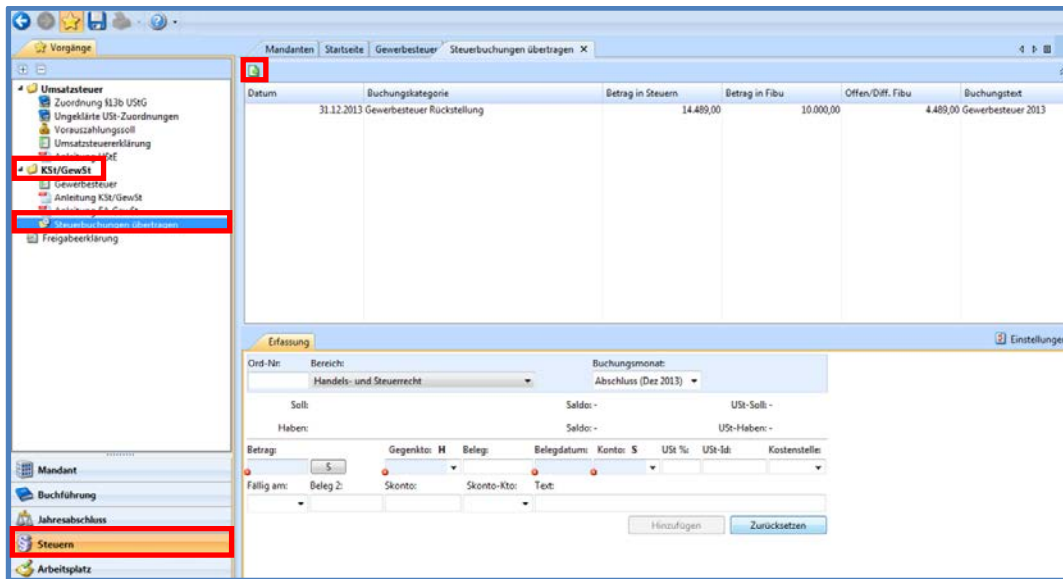 Vorgänge
Mandanten Startseite Gewerbesteuer Steuerbuchungen übertragen
Umsatzsteuer
Zuordnung §13b UStG
Ungeklärte USt-Zuordnungen
Vorauszahlungssoll
Umsatzsteuererklärung
Anleitung UStE
KSt/GewSt
Gewerbesteuer
Anleitung KSt/GewSt
Steuerbuchungen übertragen
Freigabeerklärung
Mandant
Buchführung
Jahresabschluss
Steuern
Arbeitsplatz
Datum Buchungskategorie Betrag in Steuern Betrag in Fibu Offen/Diff. Fibu Buchungstext
31.12.2013 Gewerbesteuer Rückstellung 14.489,00 10.000,00 4.489,00 Gewerbesteuer 2013
Erfassung Einstellungen
Ord-Nr: Bereich: Buchungsmonat:
Handels- und Steuerrecht Abschluss (Dez 2013)
Soll: Saldo: - USt-Soll: -
Haben: Saldo: - USt-Haben: -
Betrag: Gegenkto: H Beleg: Belegdatum: Konto: S USt %: USt-Id: Kostenstelle:
S
Fällig am: Beleg 2: Skonto: Skonto-Kto: Text:
Hinzufügen Zurücksetzen